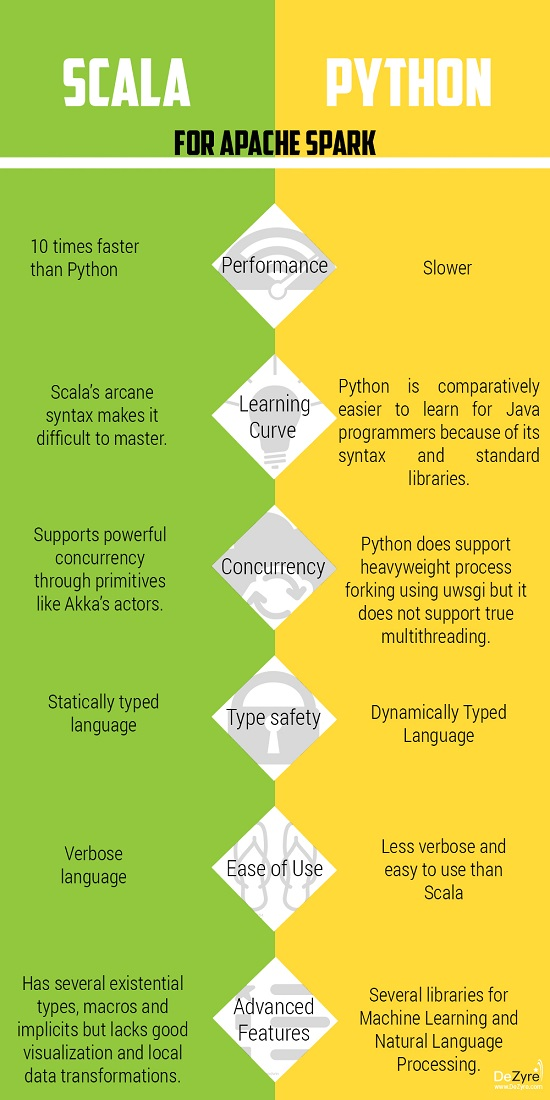 SCALA
PYTHON
FOR APACHE SPARK
10 times faster
than Python
Performance
Slower
Scala's arcane
syntax makes it
difficult to master.
Learning
Curve
Python is comparatively
easier to learn for Java
programmers because of its
syntax and standard
libraries.
Supports powerful
concurrency
through primitives
like Akka's actors.
Concurrency
Python does support
heavyweight process
forking using uwsgi but it
does not support true
multithreading.
Statically typed
language
Type safety
Dynamically Typed
Language
Verbose
language
Ease of Use
Less verbose and
easy to use than
Scala
Has several existential
types, macros and
implicits but lacks good
visualization and local
data transformations.
Advanced
Features
Several libraries for
Machine Learning and
Natural Language
Processing.
DeZyre
www.DeZyre.com